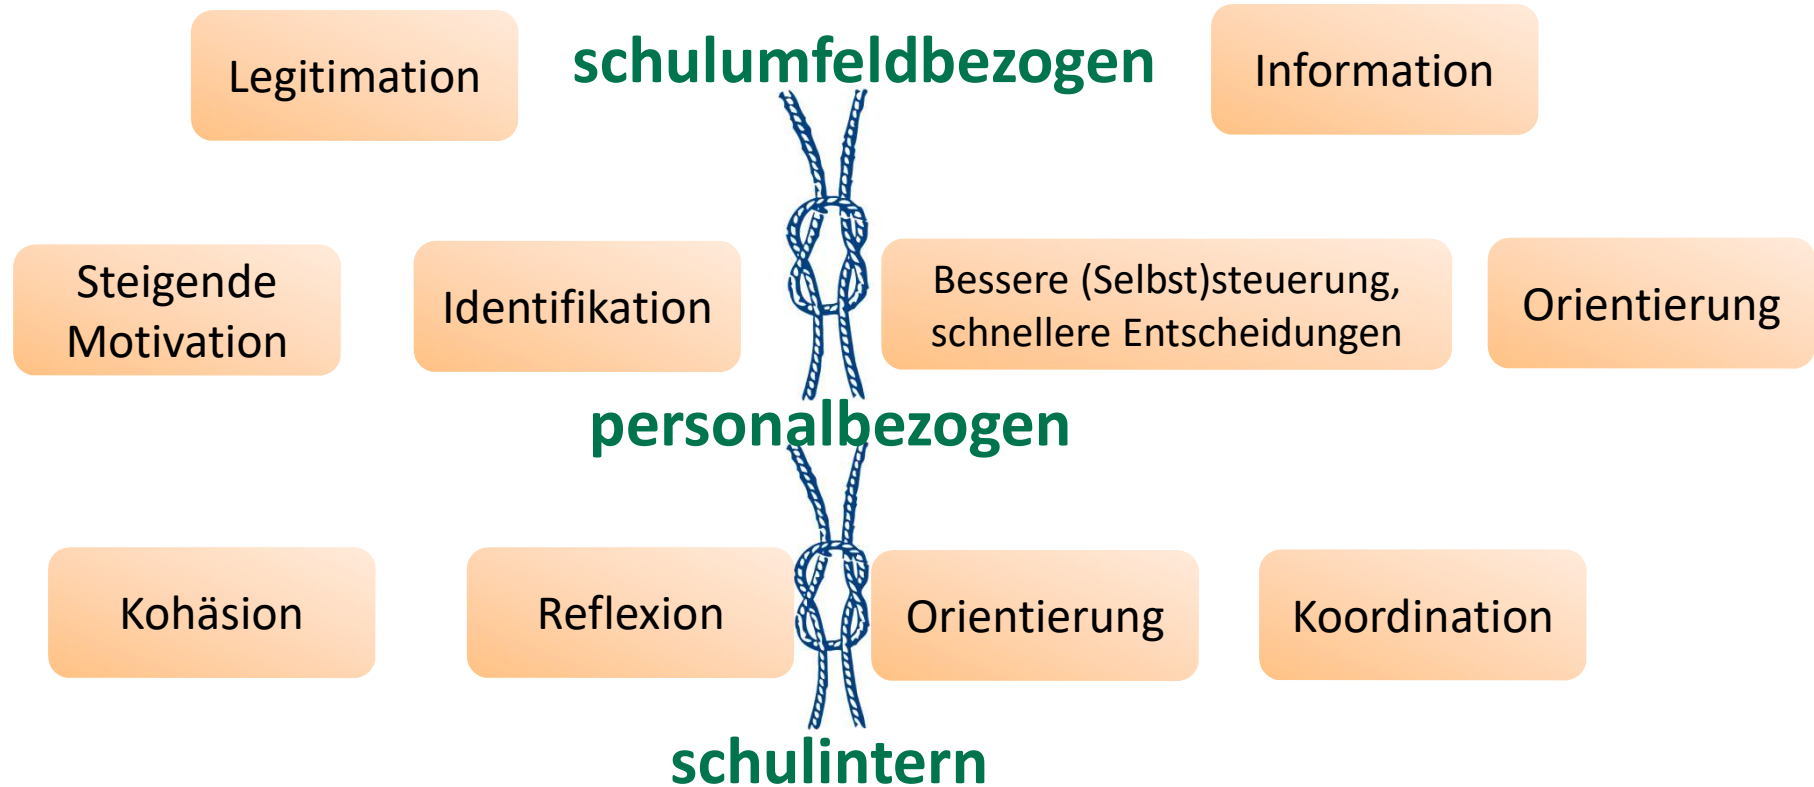 Legitimation
schulumfeldbezogen
Information
Steigende
Motivation
Identifikation
Bessere (Selbst)steuerung,
schnellere Entscheidungen
Orientierung
personalbezogen
Kohäsion
Reflexion
Orientierung
Koordination
schulintern